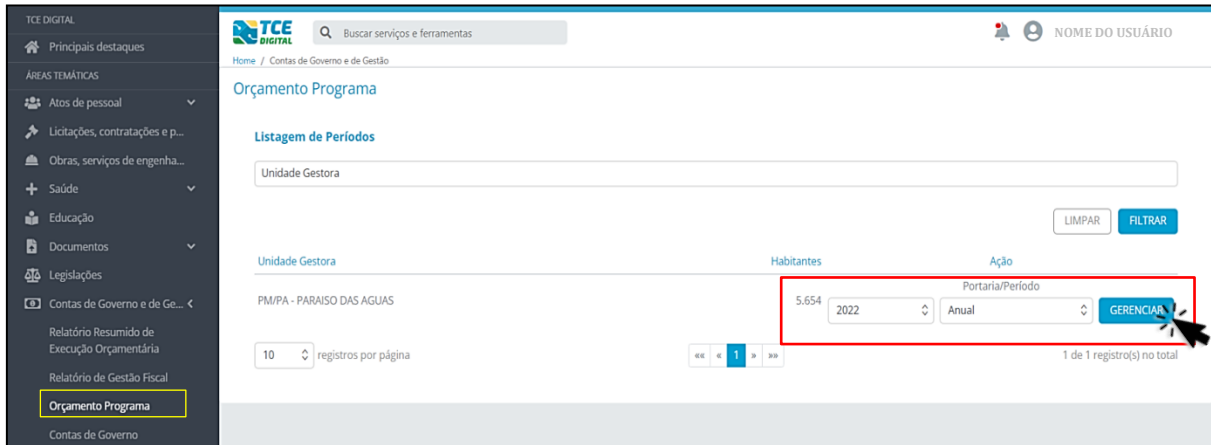 TCE DIGITAL
Principais destaques
ÁREAS TEMÁTICAS
Atos de pessoal
Licitações, contratações e p...
Obras, serviços de engenha...
Saúde
Educação
Documentos
Legislações
Contas de Governo e de Ge...
Relatório Resumido de
Execução Orçamentária
Relatório de Gestão Fiscal
Orçamento Programa
Contas de Governo
TCE
DIGITAL
Buscar serviços e ferramentas
NOME DO USUÁRIO
Home / Contas de Governo e de Gestão
Orçamento Programa
Listagem de Períodos
Unidade Gestora
LIMPAR
FILTRAR
Unidade Gestora Habitantes Ação
Portaria/Período
PM/PA - PARAISO DAS AGUAS 5.654 2022 Anual GERENCIAR
10 registros por página «« « 1 » »» 1 de 1 registro(s) no total